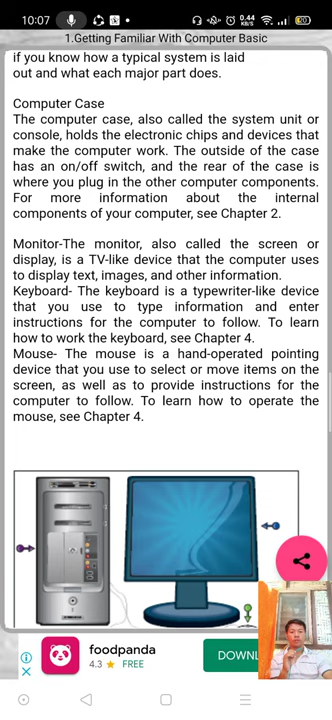 10:07
0.44
KB/S
1.Getting Familiar With Computer Basic
if you know how a typical system is laid
out and what each major part does.
Computer Case
The computer case, also called the system unit or
console, holds the electronic chips and devices that
make the computer work. The outside of the case
has an on/off switch, and the rear of the case is
where you plug in the other computer components.
For more information about the internal
components of your computer, see Chapter 2.
Monitor-The monitor, also called the screen or
display, is a TV-like device that the computer uses
to display text, images, and other information.
Keyboard- The keyboard is a typewriter-like device
that you use to type information and enter
instructions for the computer to follow. To learn
how to work the keyboard, see Chapter 4.
Mouse- The mouse is a hand-operated pointing
device that you use to select or move items on the
screen, as well as to provide instructions for the
computer to follow. To learn how to operate the
mouse, see Chapter 4.
foodpanda
4.3 ★ FREE
DOWNL